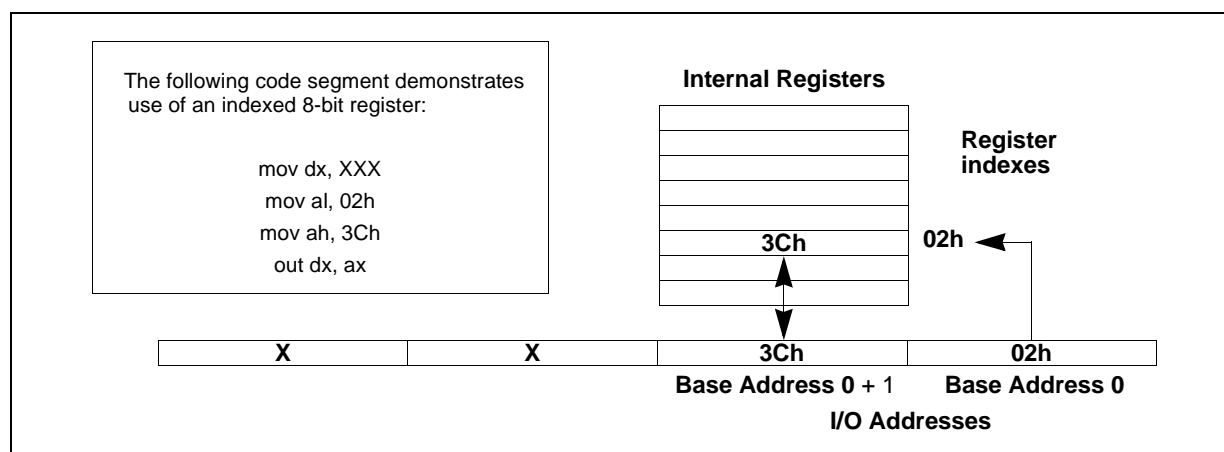 The following code segment demonstrates
use of an indexed 8-bit register:
mov dx, XXX
mov al, 02h
mov ah, 3Ch
out dx, ax
Internal Registers
Register
indexes
3Ch
02h
X X 3Ch 02h
Base Address 0 + 1 Base Address 0
I/O Addresses